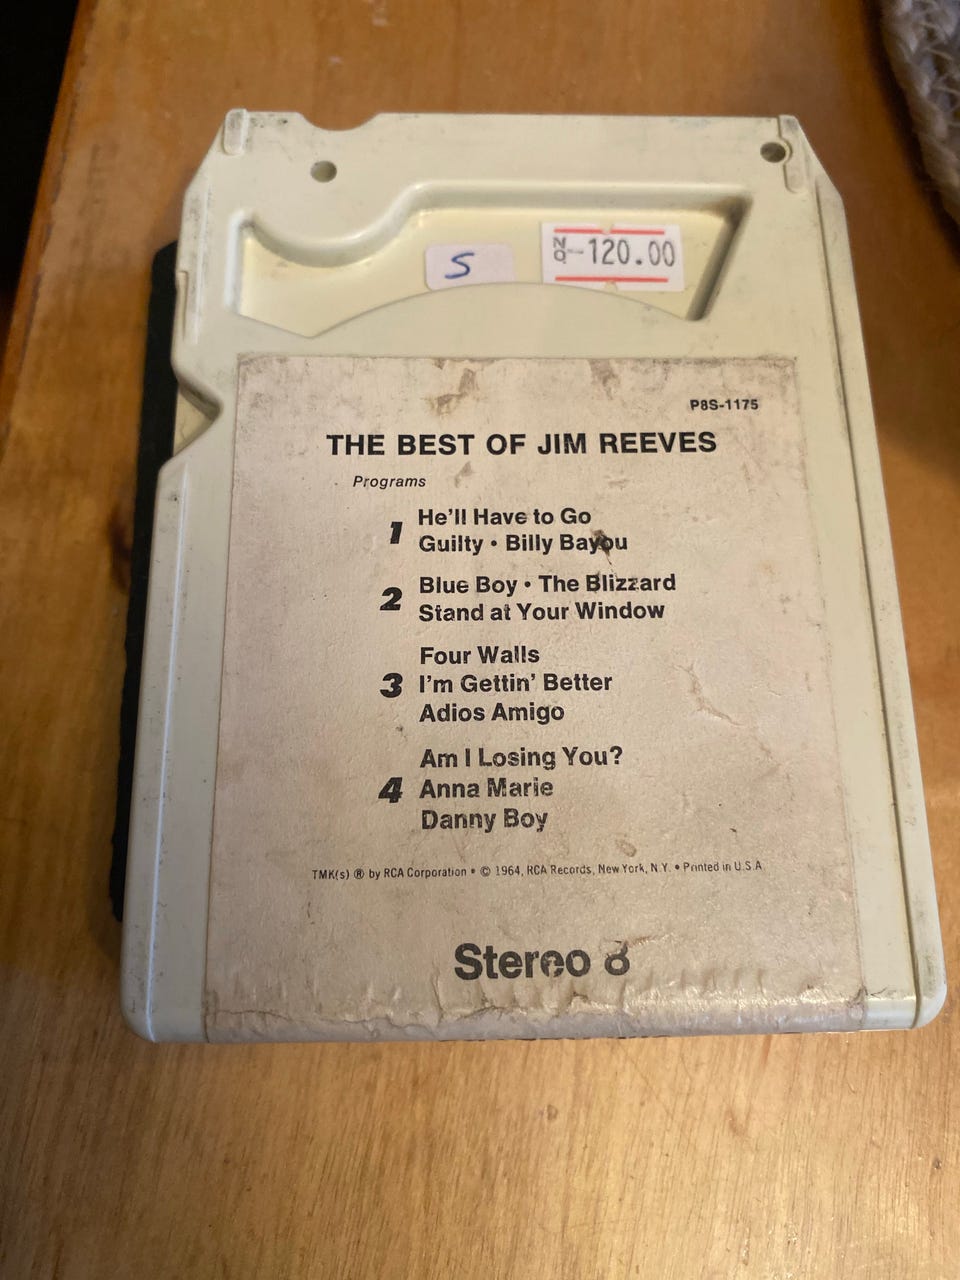 S
NO -120.00
P8S-1175
THE BEST OF JIM REEVES
Programs
1 He'll Have to Go
Guilty • Billy Bayou
2 Blue Boy • The Blizzard
Stand at Your Window
Four Walls
3 I'm Gettin' Better
Adios Amigo
Am I Losing You?
4 Anna Marie
Danny Boy
TMK(s) ® by RCA Corporation • © 1964, RCA Records, New York, N.Y. • Printed in U.S.A
Stereo 8